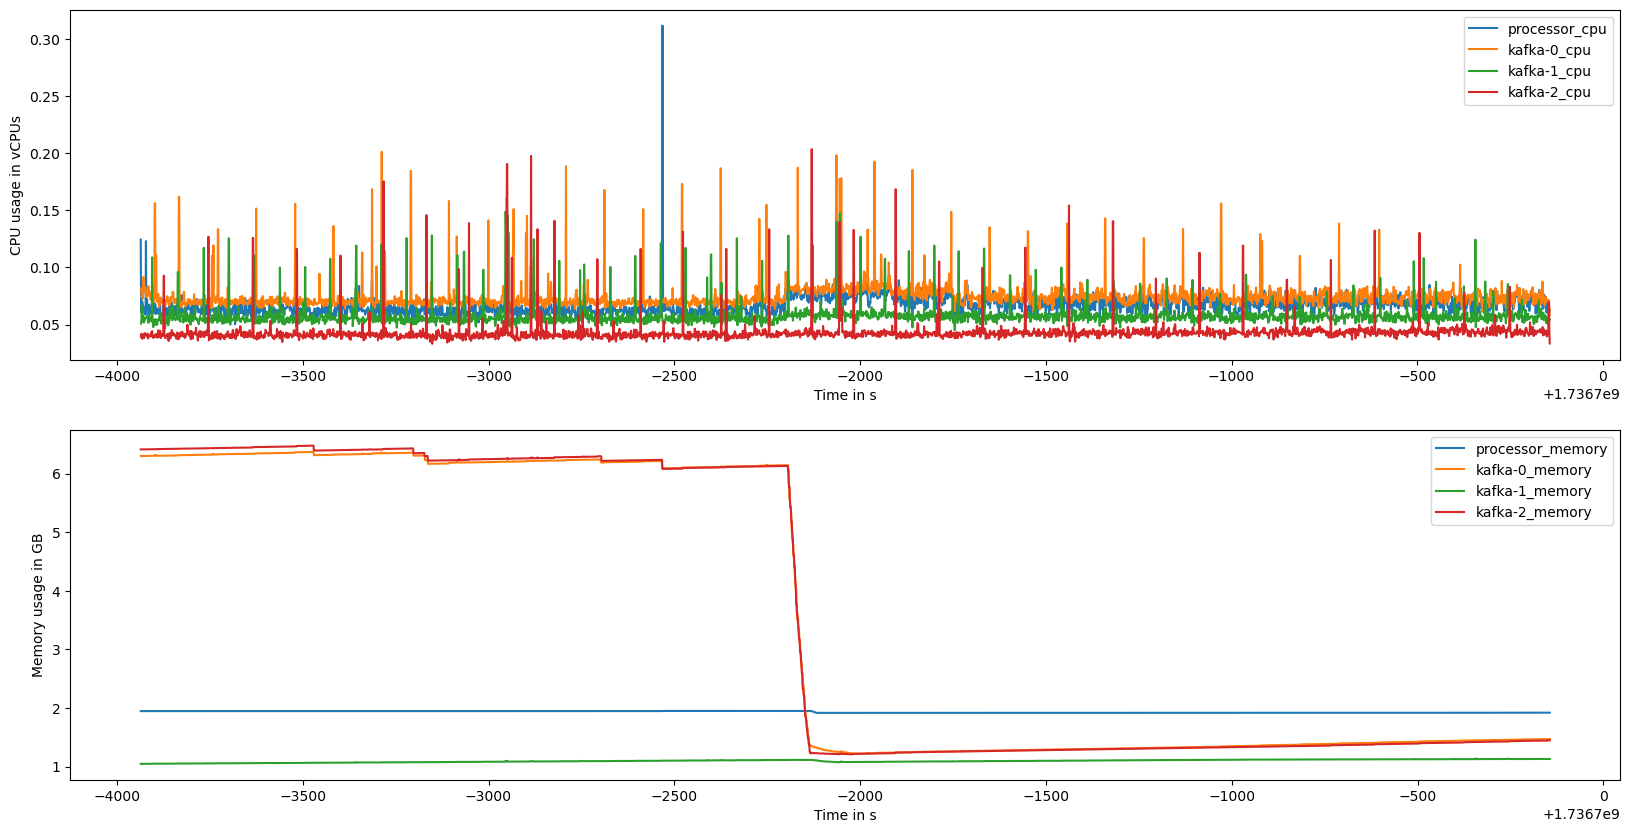 CPU usage in vCPUs
0.30
0.25
0.20
0.15
0.10
0.05
processor_cpu
kafka-0_cpu
kafka-1_cpu
kafka-2_cpu
−4000 −3500 −3000 −2500 −2000 −1500 −1000 −500 0
Time in s
+1.7367e9
Memory usage in GB
6
5
4
3
2
1
processor_memory
kafka-0_memory
kafka-1_memory
kafka-2_memory
−4000 −3500 −3000 −2500 −2000 −1500 −1000 −500 0
Time in s
+1.7367e9